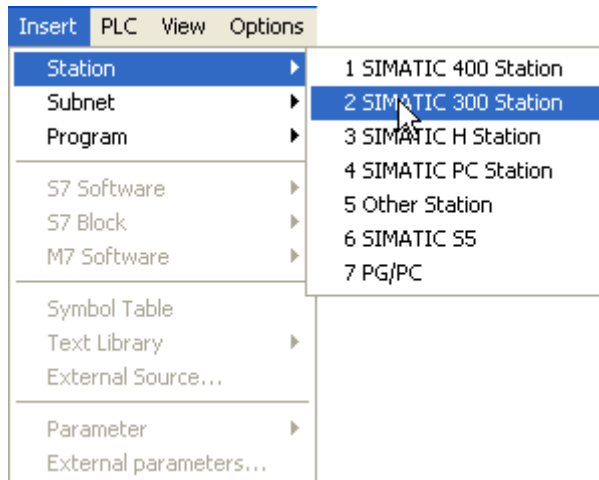 Insert PLC View Options
Station
Subnet
Program
S7 Software
S7 Block
M7 Software
Symbol Table
Text Library
External Source...
Parameter
External parameters...
1 SIMATIC 400 Station
2 SIMATIC 300 Station
3 SIMATIC H Station
4 SIMATIC PC Station
5 Other Station
6 SIMATIC S5
7 PG/PC